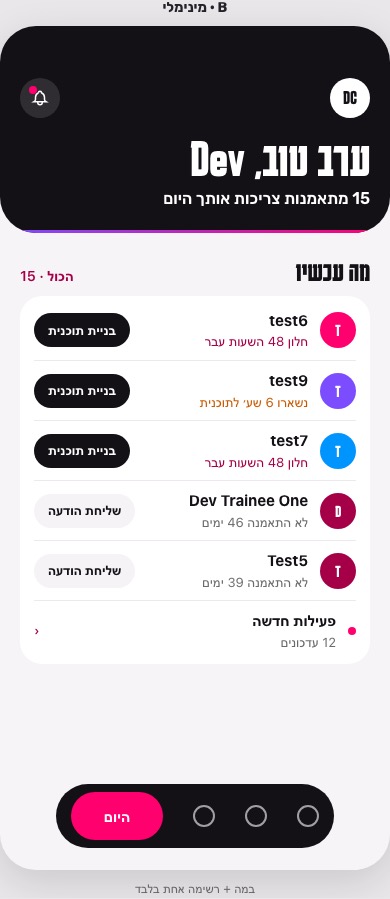 B • מינימלי
DC
ערב טוב, Dev
15 מתאמנות צריכות אותך היום
מה עכשיו
הכול · 15
T
test6
חלון 48 השעות עבר
בניית תוכנית
T
test9
נשארו 6 שע׳ לתוכנית
בניית תוכנית
T
test7
חלון 48 השעות עבר
בניית תוכנית
D
Dev Trainee One
לא התאמנה 46 ימים
שליחת הודעה
T
Test5
לא התאמנה 39 ימים
שליחת הודעה
פעילות חדשה
12 עדכונים
היום
במה + רשימה אחת בלבד